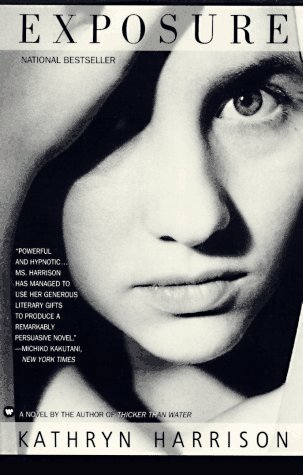 EXPOSURE
NATIONAL BESTSELLER
"POWERFUL
AND HYPNOTIC...
MS. HARRISON
HAS MANAGED TO
USE HER GENEROUS
LITERARY GIFTS
TO PRODUCE A
REMARKABLY
PERSUASIVE NOVEL."
—MICHIKO KAKUTANI,
NEW YORK TIMES
A NOVEL BY THE AUTHOR OF THICKER THAN WATER
KATHRYN HARRISON